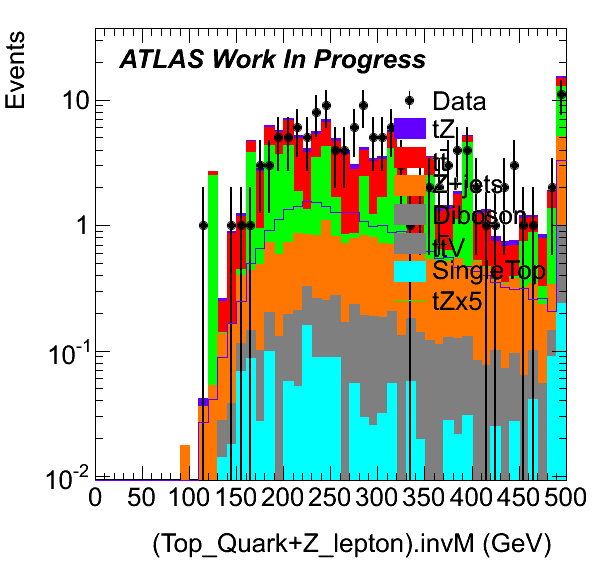 Events
ATLAS Work In Progress
Data
tZ
tt̄
Z+jets
Diboson
tt̄V
SingleTop
tZx5
10
1
10⁻¹
10⁻²
0 50 100 150 200 250 300 350 400 450 500
(Top_Quark+Z_lepton).invM (GeV)